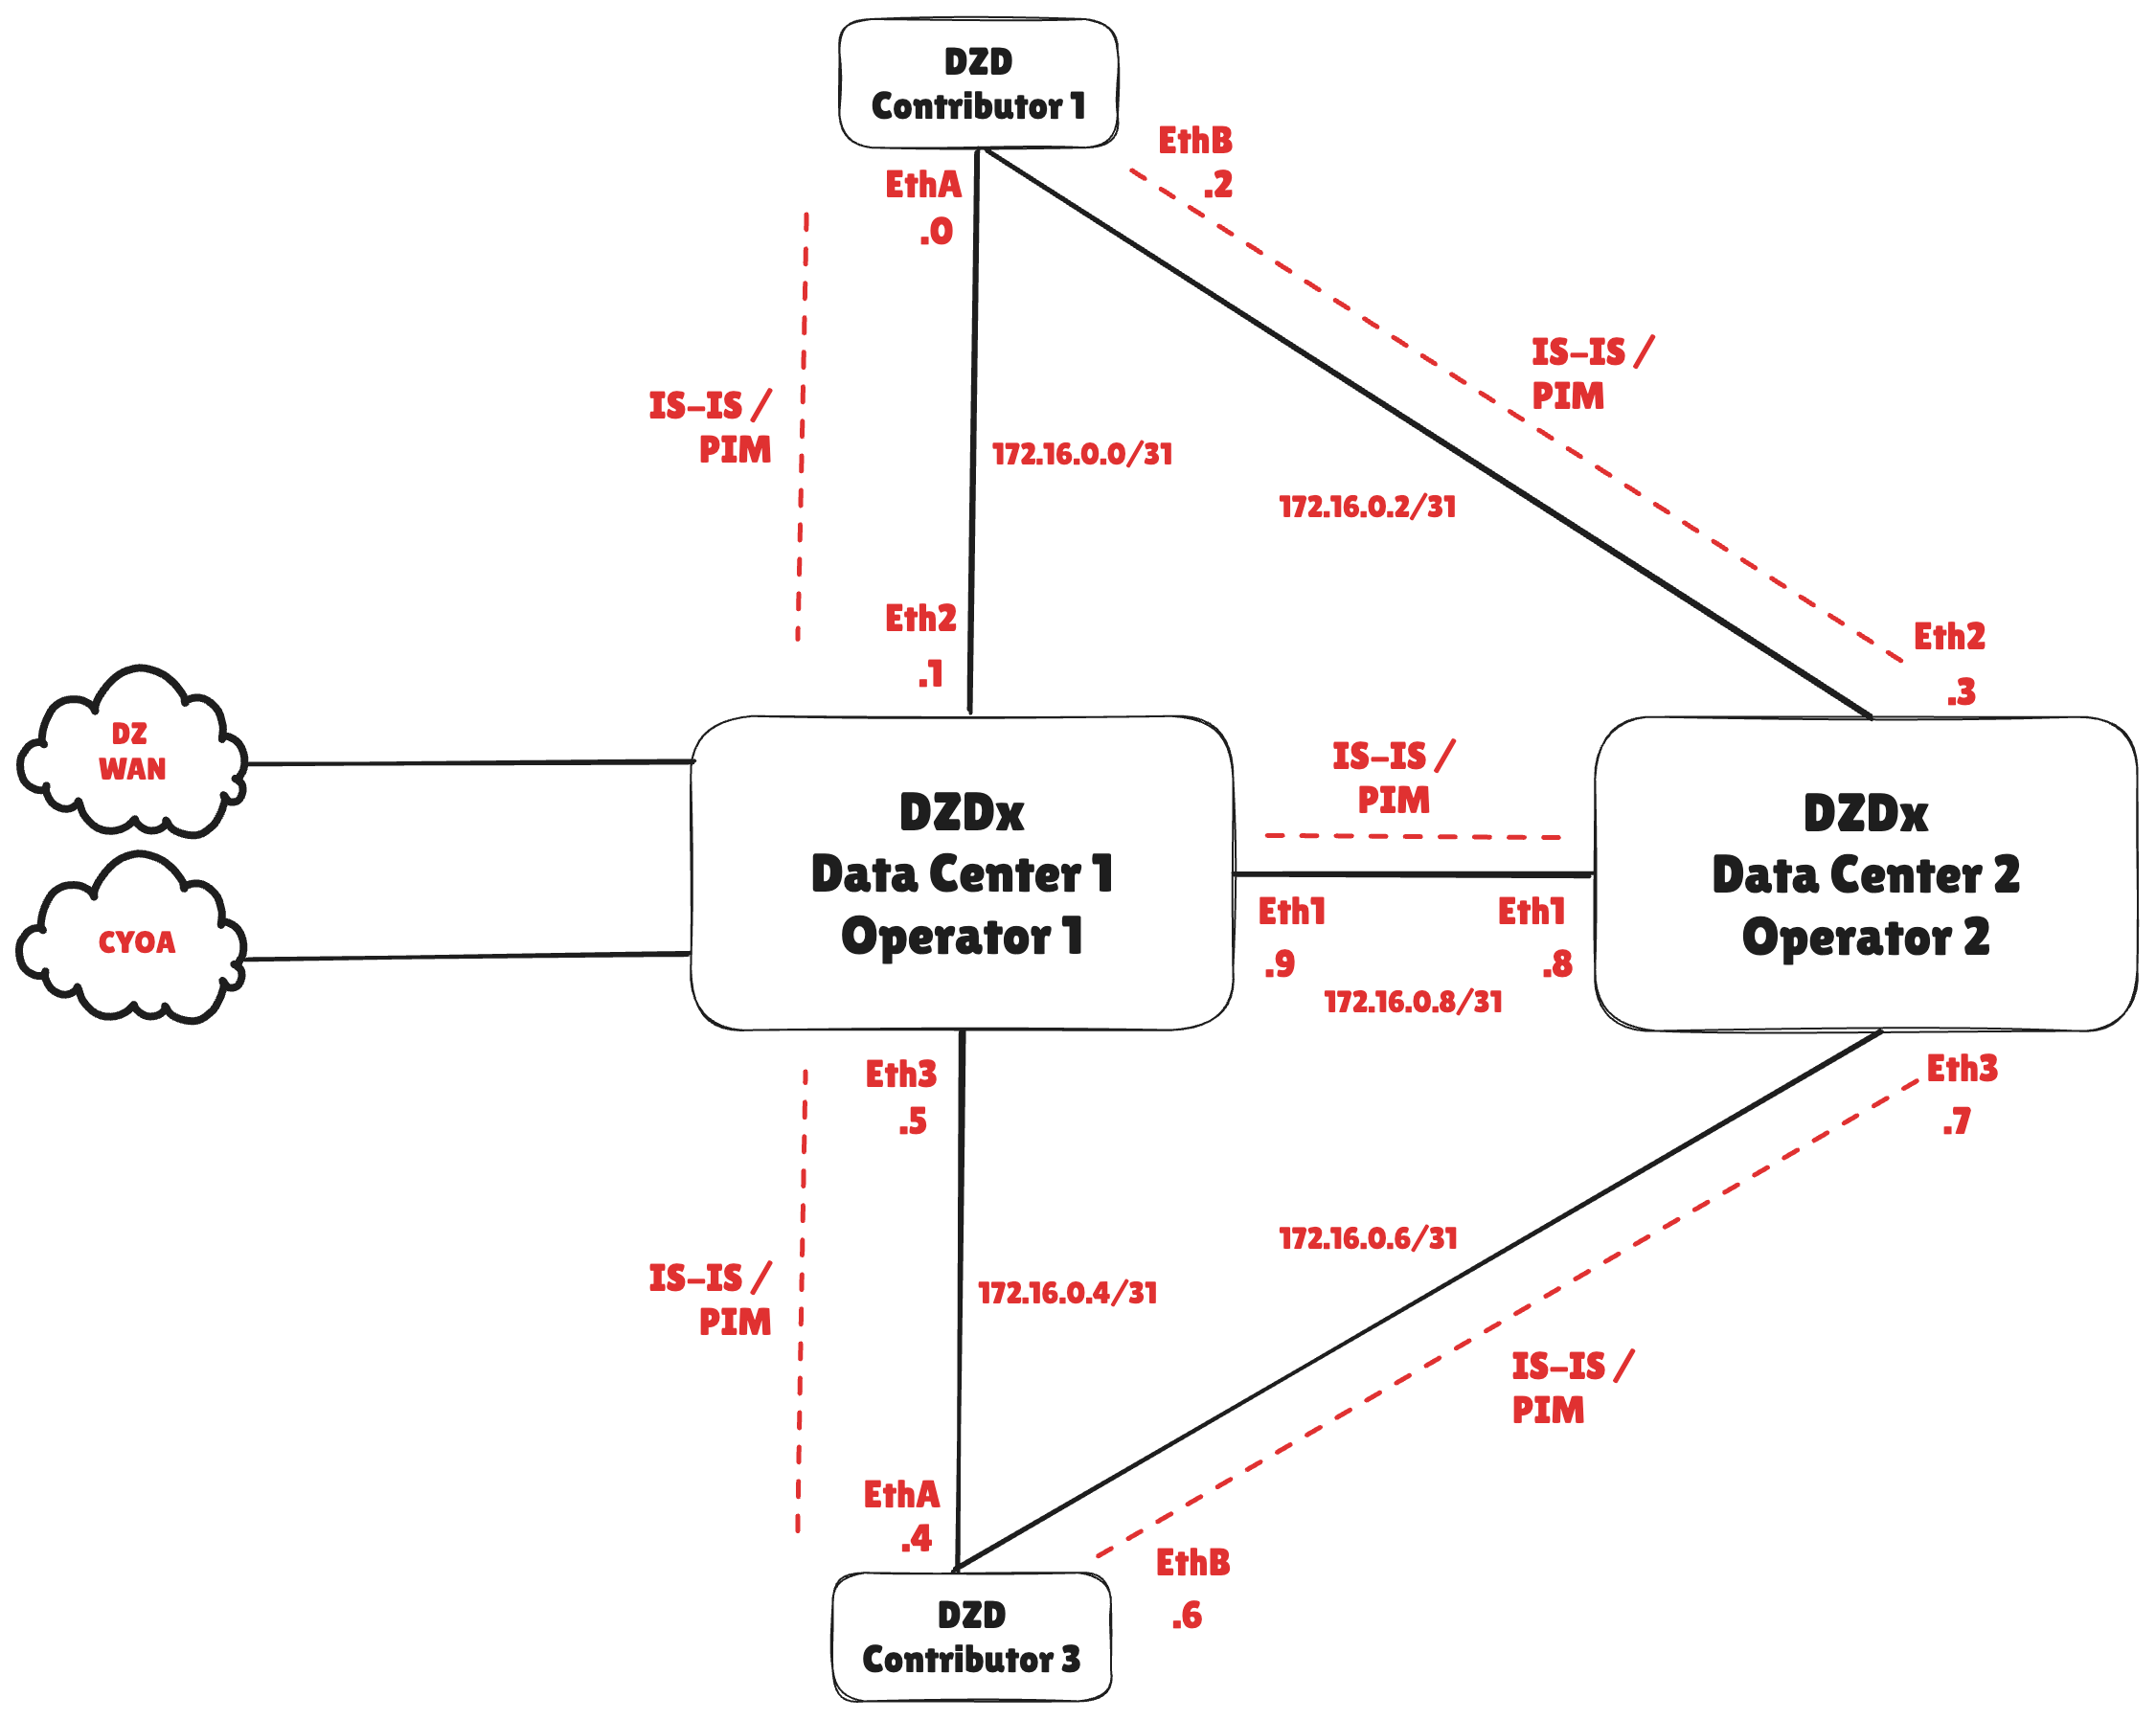 DZD
Contributor 1
EthB
.2
EthA
.0
IS-IS /
PIM
IS-IS /
PIM
172.16.0.0/31
172.16.0.2/31
Eth2
.1
Eth2
.3
DZ
WAN
CYOA
DZDx
Data Center 1
Operator 1
IS-IS /
PIM
Eth1
.9
Eth1
.8
172.16.0.8/31
DZDx
Data Center 2
Operator 2
Eth3
.5
Eth3
.7
IS-IS /
PIM
172.16.0.4/31
172.16.0.6/31
IS-IS /
PIM
EthA
.4
EthB
.6
DZD
Contributor 3